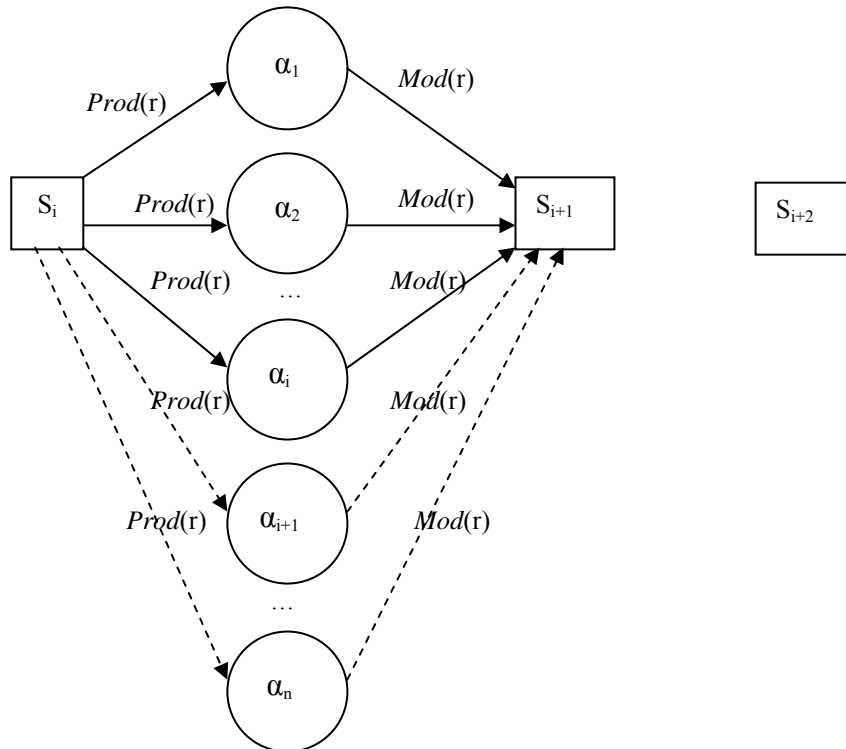 α₁
Mod(r)
Prod(r)
Sᵢ
Prod(r)
α₂
Mod(r)
Sᵢ₊₁
Sᵢ₊₂
Prod(r)
...
Mod(r)
αᵢ
Prod(r)
Mod(r)
Prod(r)
αᵢ₊₁
Mod(r)
...
αₙ